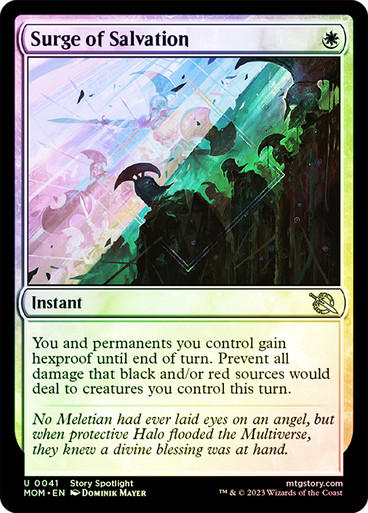 Surge of Salvation
Instant
You and permanents you control gain
hexproof until end of turn. Prevent all
damage that black and/or red sources would
deal to creatures you control this turn.
No Meletian had ever laid eyes on an angel, but
when protective Halo flooded the Multiverse,
they knew a divine blessing was at hand.
U 0041 Story Spotlight mtgstory.com
MOM • EN Dominik Mayer ™ & © 2023 Wizards of the Coast